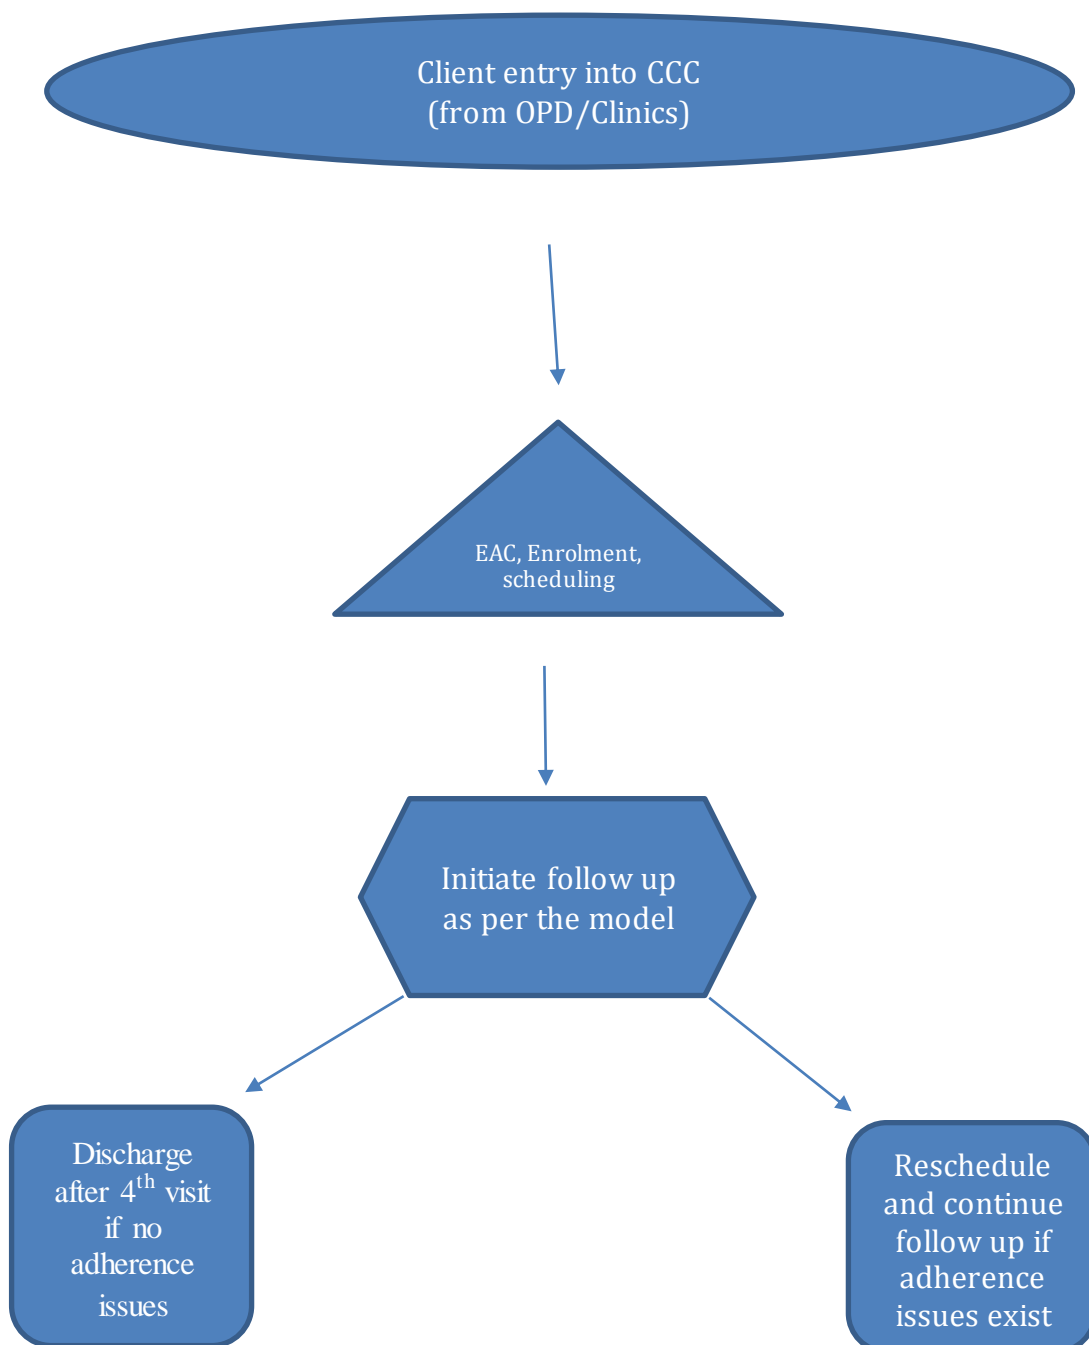 Client entry into CCC
(from OPD/Clinics)
EAC, Enrolment,
scheduling
Initiate follow up
as per the model
Discharge
after 4th visit
if no
adherence
issues
Reschedule
and continue
follow up if
adherence
issues exist